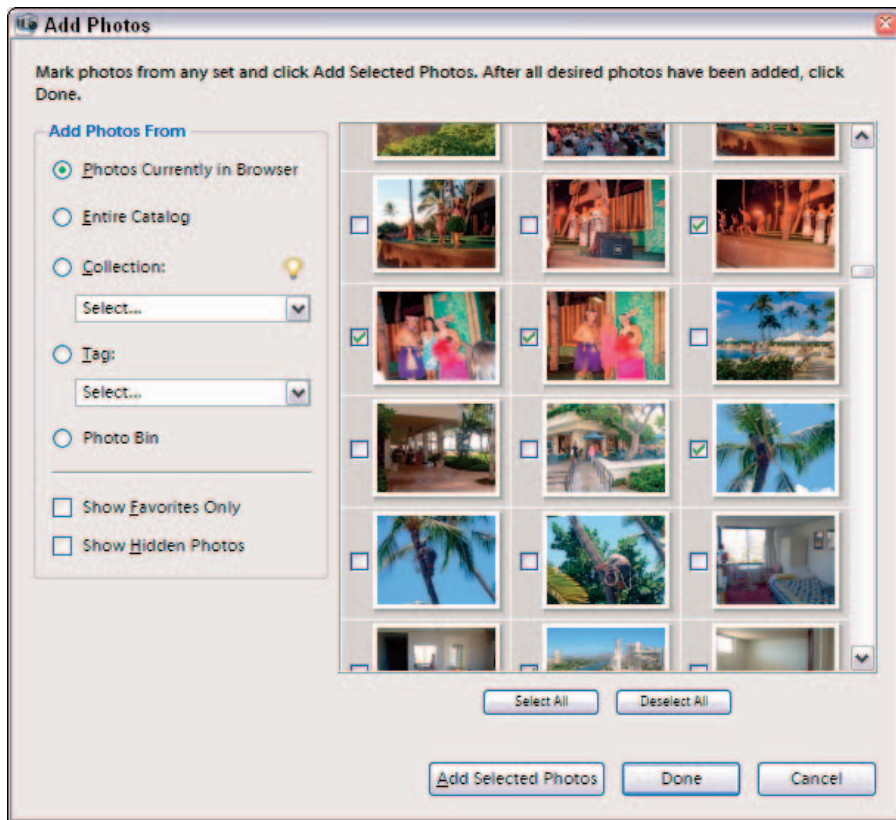 Add Photos
Mark photos from any set and click Add Selected Photos. After all desired photos have been added, click
Done.
Add Photos From
Photos Currently in Browser
Entire Catalog
Collection:
Select...
Tag:
Select...
Photo Bin
Show Favorites Only
Show Hidden Photos
Select All
Deselect All
Add Selected Photos
Done
Cancel